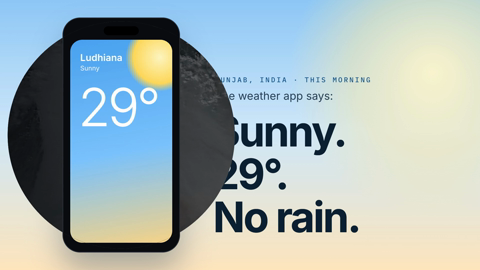 Ludhiana
Sunny
29°
UNJAB, INDIA · THIS MORNING
e weather app says:
Sunny.
29°.
No rain.